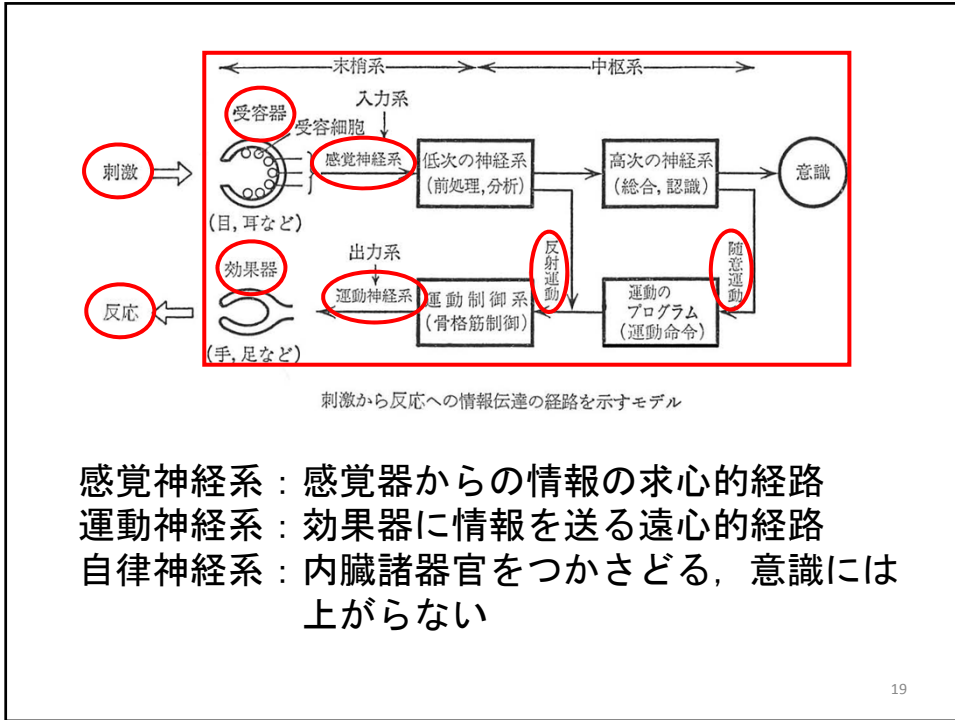 末梢系
中枢系
入力系
受容器
受容細胞
刺激
感覚神経系
低次の神経系
(前処理,分析)
高次の神経系
(総合,認識)
意識
(目,耳など)
出力系
効果器
反射運動
随意運動
反応
運動神経系
運動制御系
(骨格筋制御)
運動の
プログラム
(運動命令)
(手,足など)
刺激から反応への情報伝達の経路を示すモデル
感覚神経系：感覚器からの情報の求心的経路
運動神経系：効果器に情報を送る遠心的経路
自律神経系：内臓諸器官をつかさどる，意識には
上がらない
19